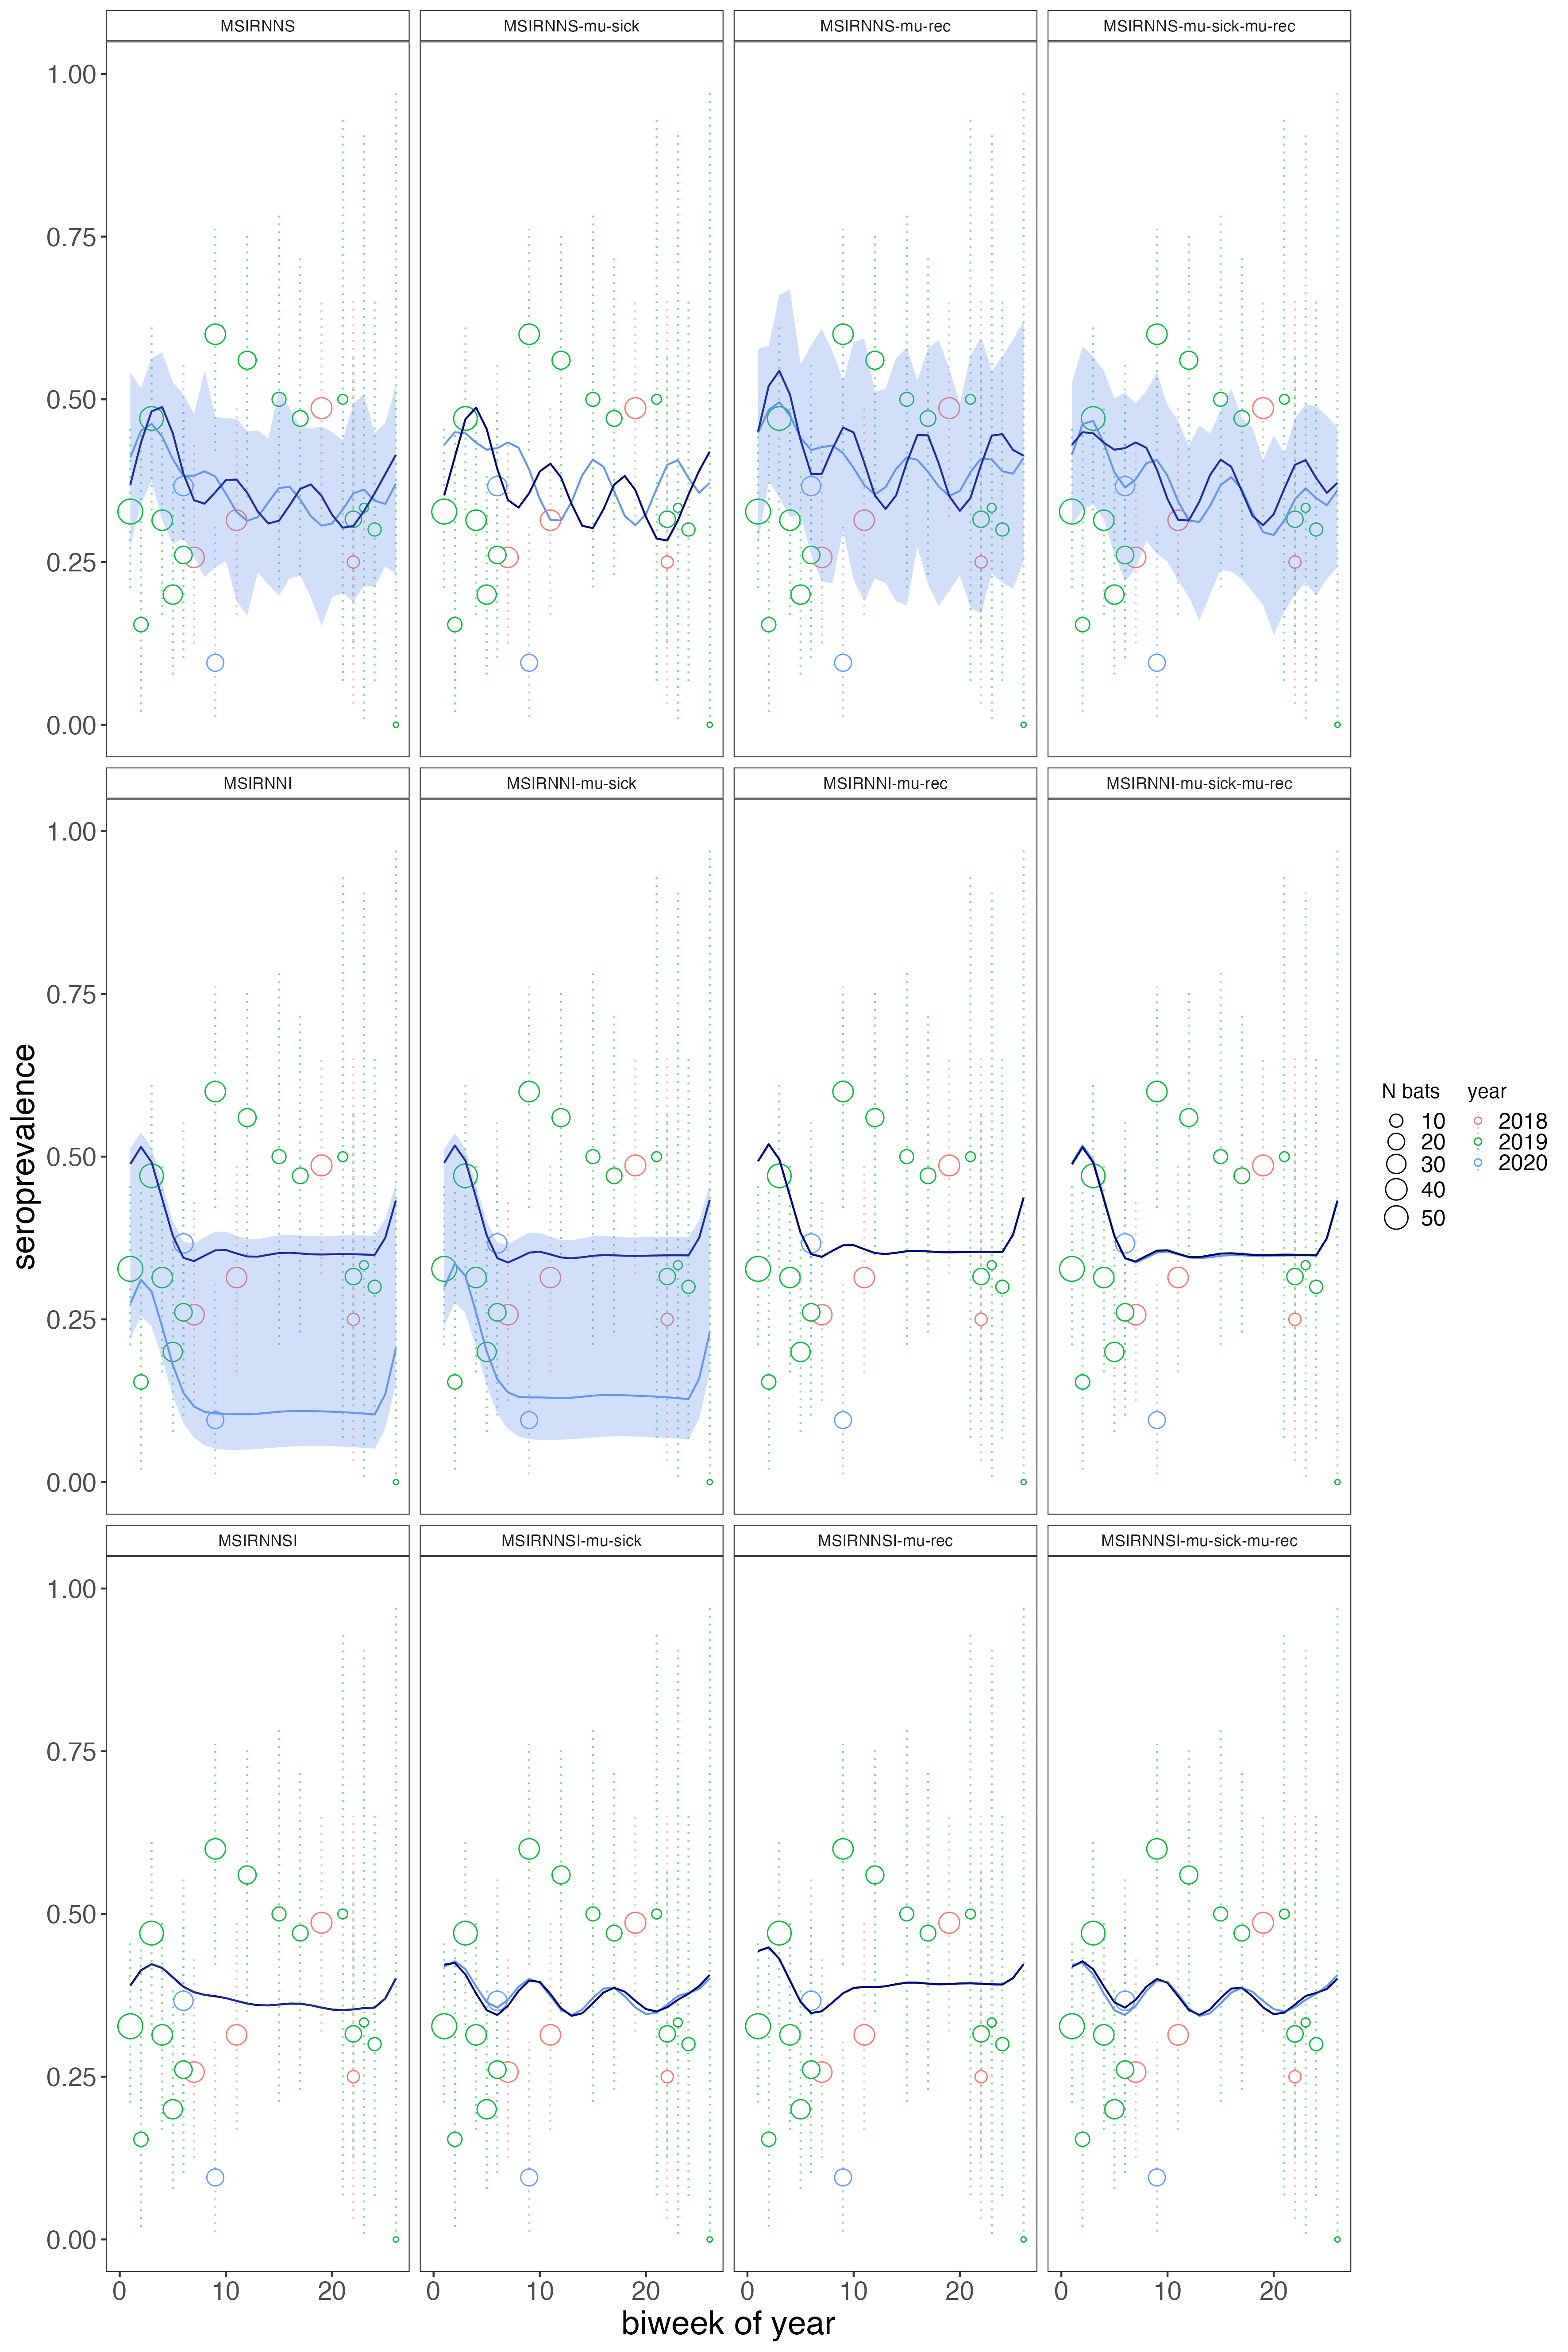 MSIRNNS MSIRNNS-mu-sick MSIRNNS-mu-rec MSIRNNS-mu-sick-mu-rec
1.00
0.75
0.50
0.25
0.00
MSIRNNI MSIRNNI-mu-sick MSIRNNI-mu-rec MSIRNNI-mu-sick-mu-rec
1.00
0.75
0.50
0.25
0.00
MSIRNNSI MSIRNNSI-mu-sick MSIRNNSI-mu-rec MSIRNNSI-mu-sick-mu-rec
1.00
0.75
0.50
0.25
0.00
0 10 20 0 10 20 0 10 20 0 10 20
biweek of year
seroprevalence
N bats
10
20
30
40
50
year
2018
2019
2020